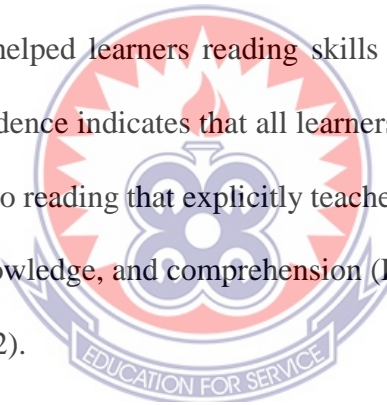 helped learners reading skills
dence indicates that all learners
o reading that explicitly teache
owledge, and comprehension (
2).
EDUCATION FOR SERVICE